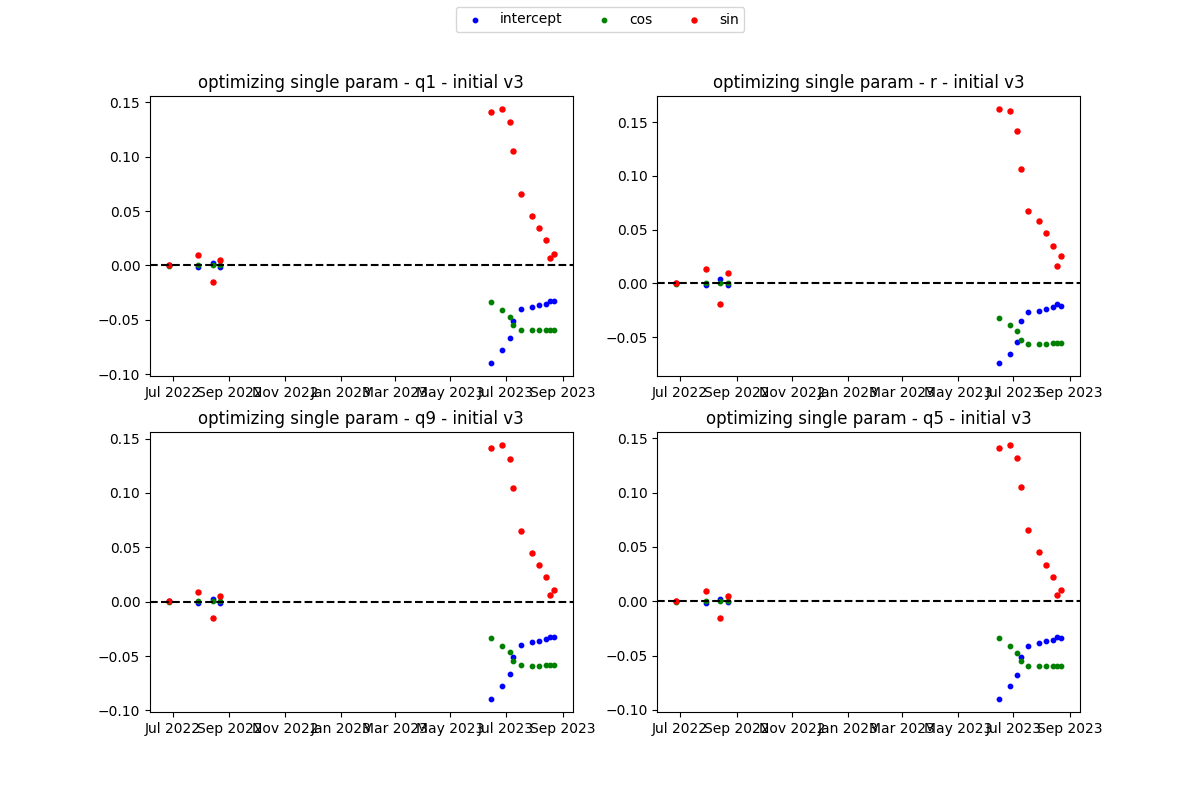 intercept cos sin
optimizing single param - q1 - initial v3
0.15
0.10
0.05
0.00
−0.05
−0.10
Jul 2022 Sep 2022 Nov 2022 Jan 2023 Mar 2023 May 2023 Jul 2023 Sep 2023
optimizing single param - r - initial v3
0.15
0.10
0.05
0.00
−0.05
Jul 2022 Sep 2022 Nov 2022 Jan 2023 Mar 2023 May 2023 Jul 2023 Sep 2023
optimizing single param - q9 - initial v3
0.15
0.10
0.05
0.00
−0.05
−0.10
Jul 2022 Sep 2022 Nov 2022 Jan 2023 Mar 2023 May 2023 Jul 2023 Sep 2023
optimizing single param - q5 - initial v3
0.15
0.10
0.05
0.00
−0.05
−0.10
Jul 2022 Sep 2022 Nov 2022 Jan 2023 Mar 2023 May 2023 Jul 2023 Sep 2023